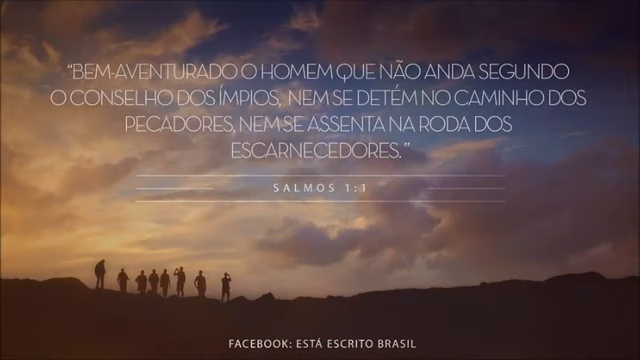 “BEM-AVENTURADO O HOMEM QUE NÃO ANDA SEGUNDO
O CONSELHO DOS ÍMPIOS, NEM SE DETÉM NO CAMINHO DOS
PECADORES, NEM SE ASSENTA NA RODA DOS
ESCARNECEDORES.”
SALMOS 1:1
FACEBOOK: ESTÁ ESCRITO BRASIL